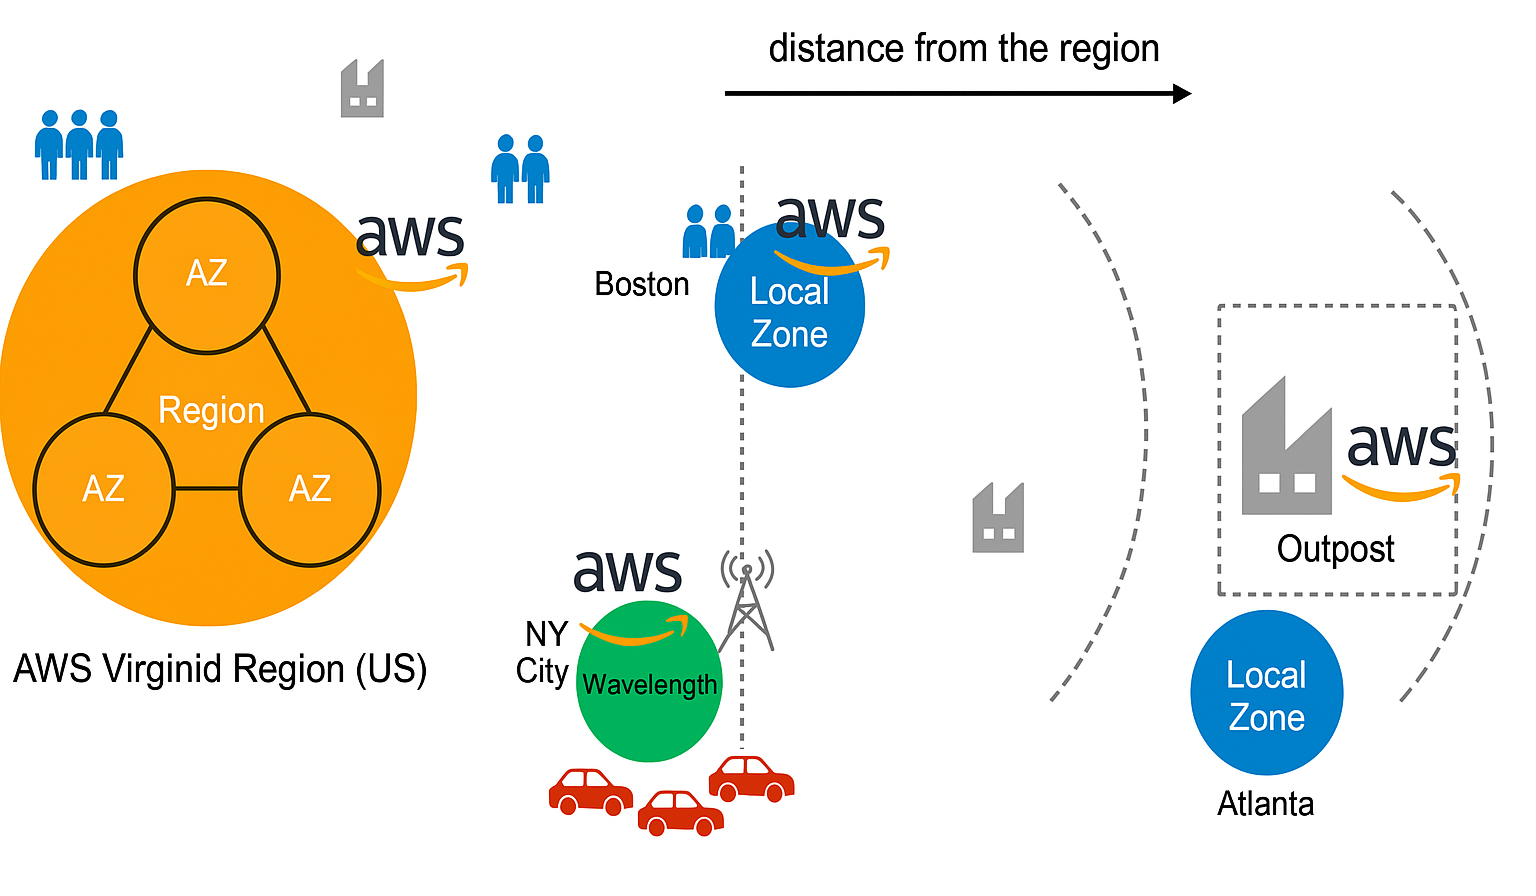 distance from the region
aws
AZ
Region
AZ
AZ
AWS Virginid Region (US)
Boston
aws
Local
Zone
aws
NY
City
Wavelength
aws
Outpost
Local
Zone
Atlanta